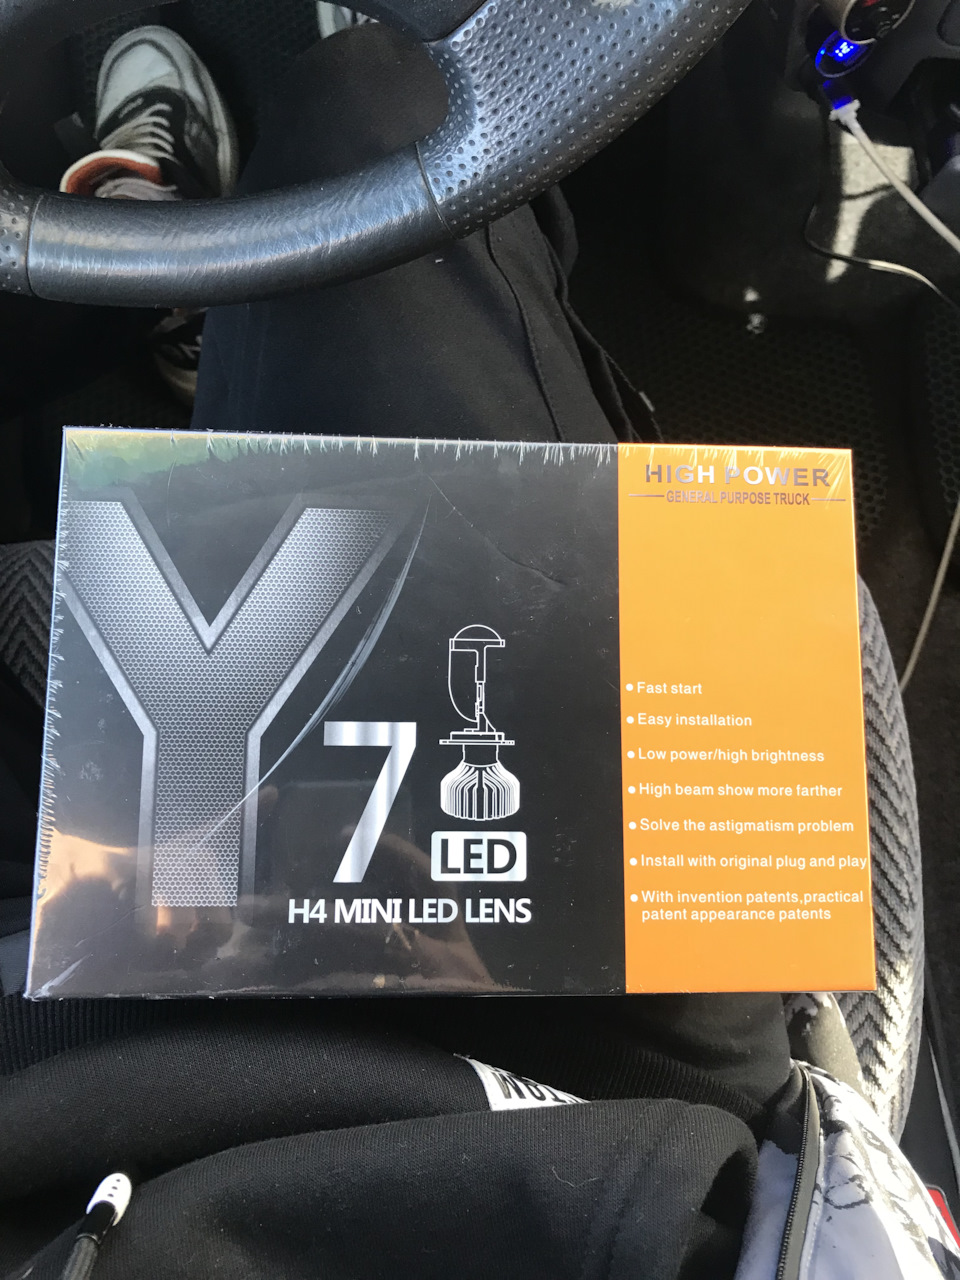 HIGH POWER
GENERAL PURPOSE TRUCK
Y
7
LED
H4 MINI LED LENS
Fast start
Easy installation
Low power/high brightness
High beam show more farther
Solve the astigmatism problem
Install with original plug and play
With invention patents,practical
patent appearance patents